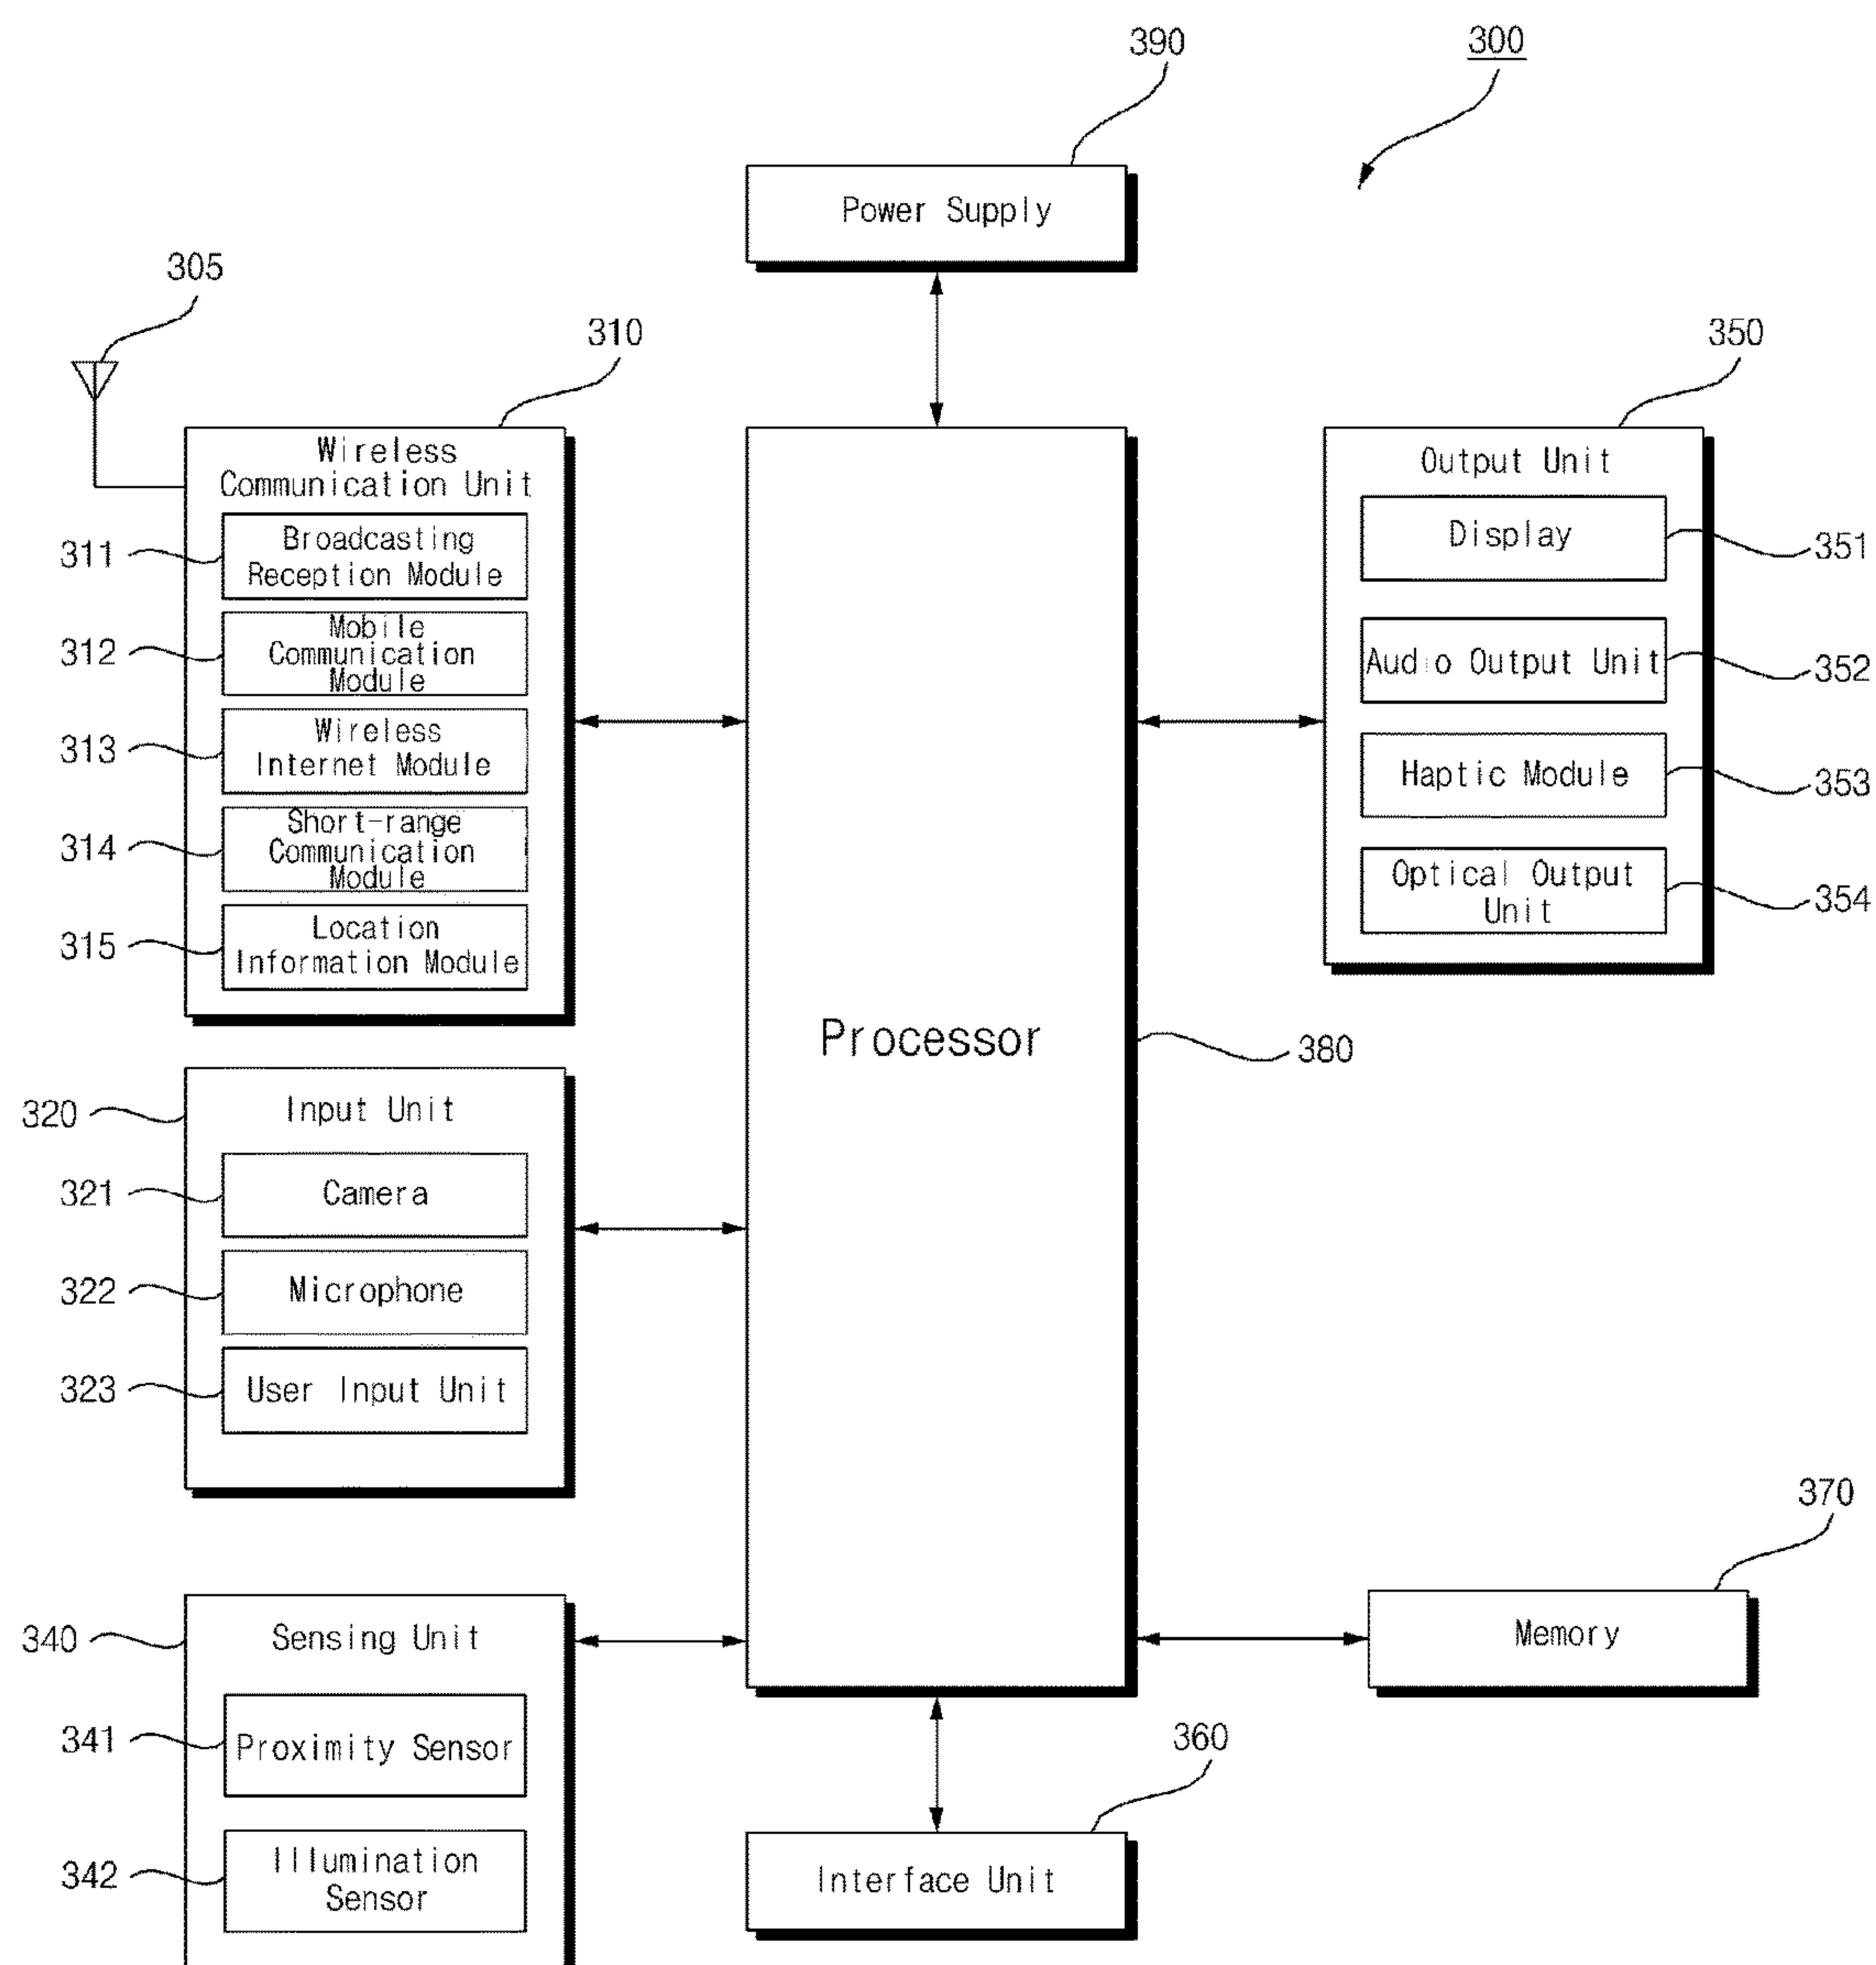 390
300
Power Supply
305
310
350
Wireless
Communication Unit
Output Unit
311
Broadcasting
Reception Module
Display
351
312
Mobile
Communication
Module
Audio Output Unit
352
313
Wireless
Internet Module
Haptic Module
353
314
Short-range
Communication
Module
Optical Output
Unit
354
315
Location
Information Module
Processor
380
320
Input Unit
321
Camera
322
Microphone
323
User Input Unit
370
340
Sensing Unit
Memory
341
Proximity Sensor
360
342
Illumination
Sensor
Interface Unit